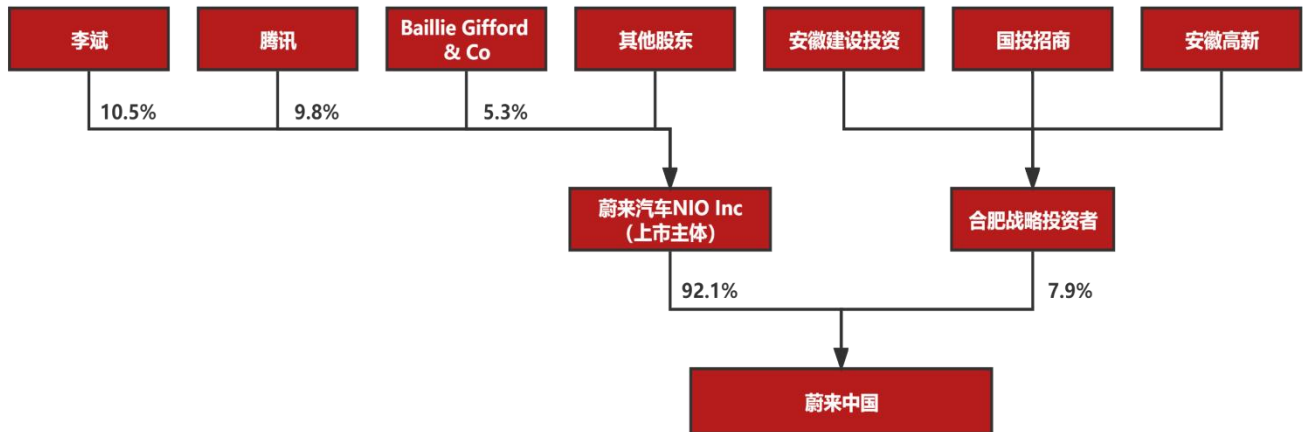 李斌
腾讯
Baillie Gifford
& Co
其他股东
安徽建设投资
国投招商
安徽高新
10.5%
9.8%
5.3%
蔚来汽车NIO Inc
（上市主体）
合肥战略投资者
92.1%
7.9%
蔚来中国